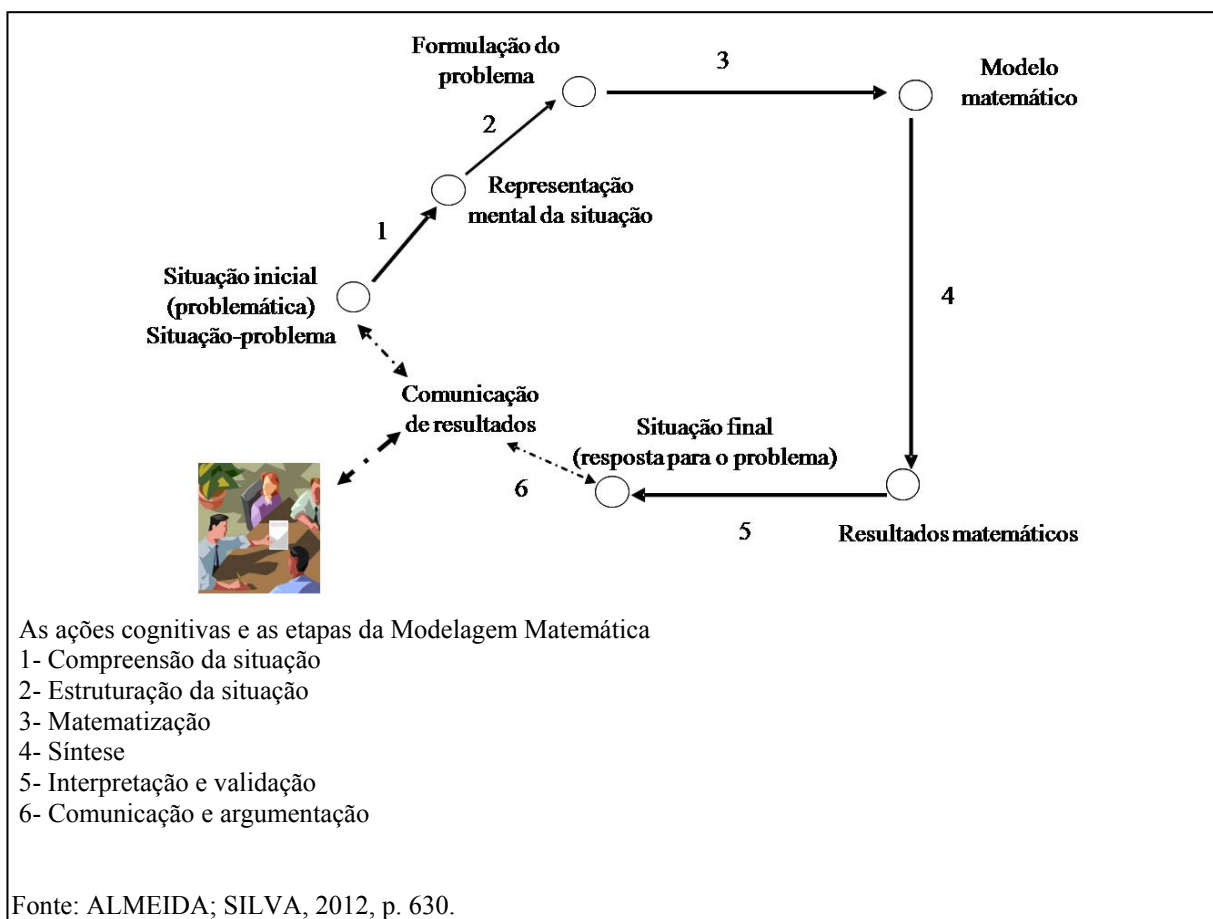 Formulação do
problema
3
Modelo
matemático
2
Representação
mental da situação
1
Situação inicial
(problemática)
Situação-problema
4
Comunicação
de resultados
Situação final
(resposta para o problema)
6
5
Resultados matemáticos
As ações cognitivas e as etapas da Modelagem Matemática
1- Compreensão da situação
2- Estruturação da situação
3- Matematização
4- Síntese
5- Interpretação e validação
6- Comunicação e argumentação
Fonte: ALMEIDA; SILVA, 2012, p. 630.